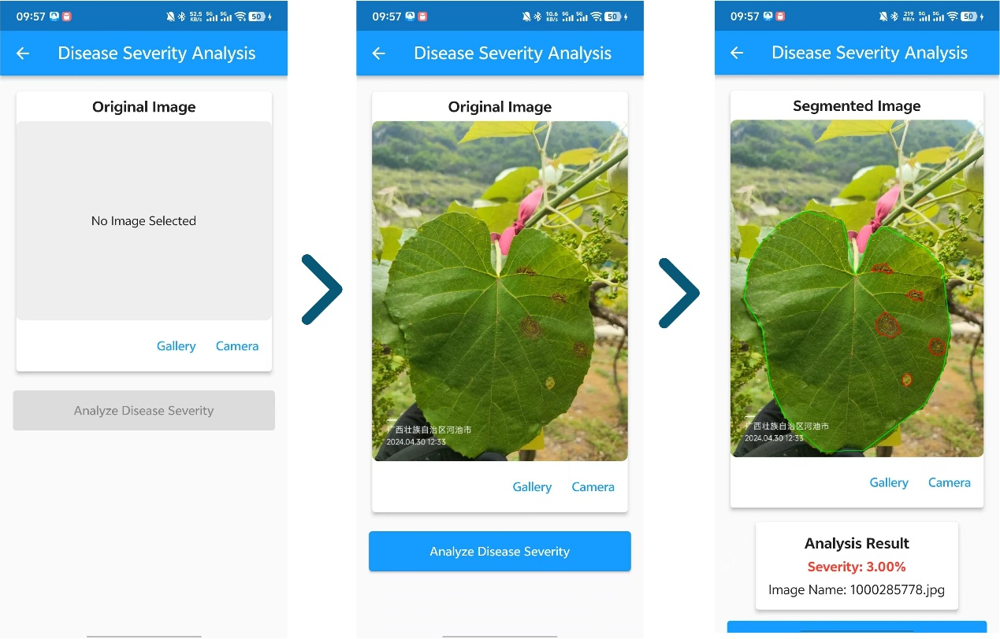 09:57
52.5 KB/S 5G 5G 50
Disease Severity Analysis
Original Image
No Image Selected
Gallery Camera
Analyze Disease Severity
09:57
10.6 KB/S 5G 5G 50
Disease Severity Analysis
Original Image
广西壮族自治区河池市
2024.04.30 12:33
Gallery Camera
Analyze Disease Severity
09:57
219 KB/S 5G 5G 50
Disease Severity Analysis
Segmented Image
广西壮族自治区河池市
2024.04.30 12:33
Gallery Camera
Analysis Result
Severity: 3.00%
Image Name: 1000285778.jpg